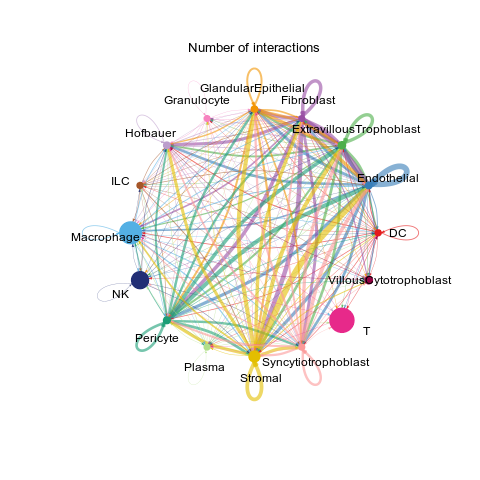 Number of interactions
GlandularEpithelial
Granulocyte
Fibroblast
Hofbauer
ExtravillousTrophoblast
ILC
Endothelial
Macrophage
DC
NK
VillousCytotrophoblast
Pericyte
T
Plasma
Syncytiotrophoblast
Stromal